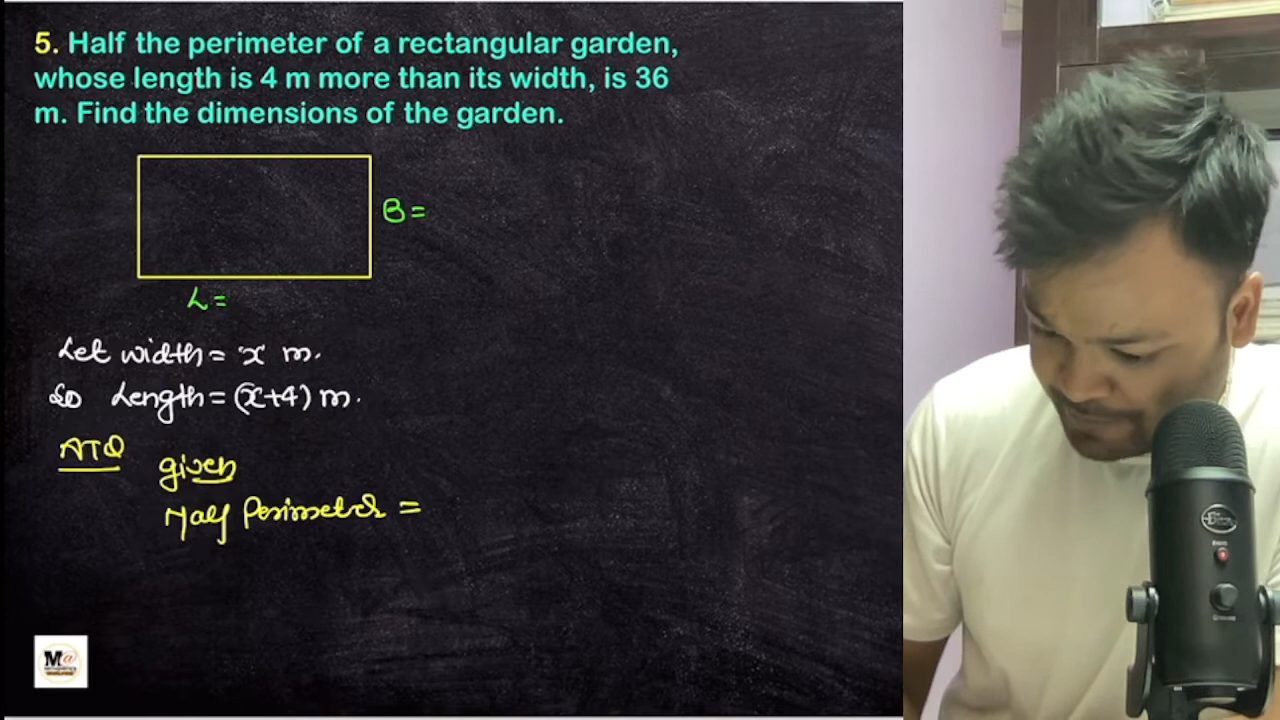 5. Half the perimeter of a rectangular garden,
whose length is 4 m more than its width, is 36
m. Find the dimensions of the garden.
B =
L =
Let width = x m.
So Length = (x+4) m.
ATQ
given
Half Perimeter =
M@